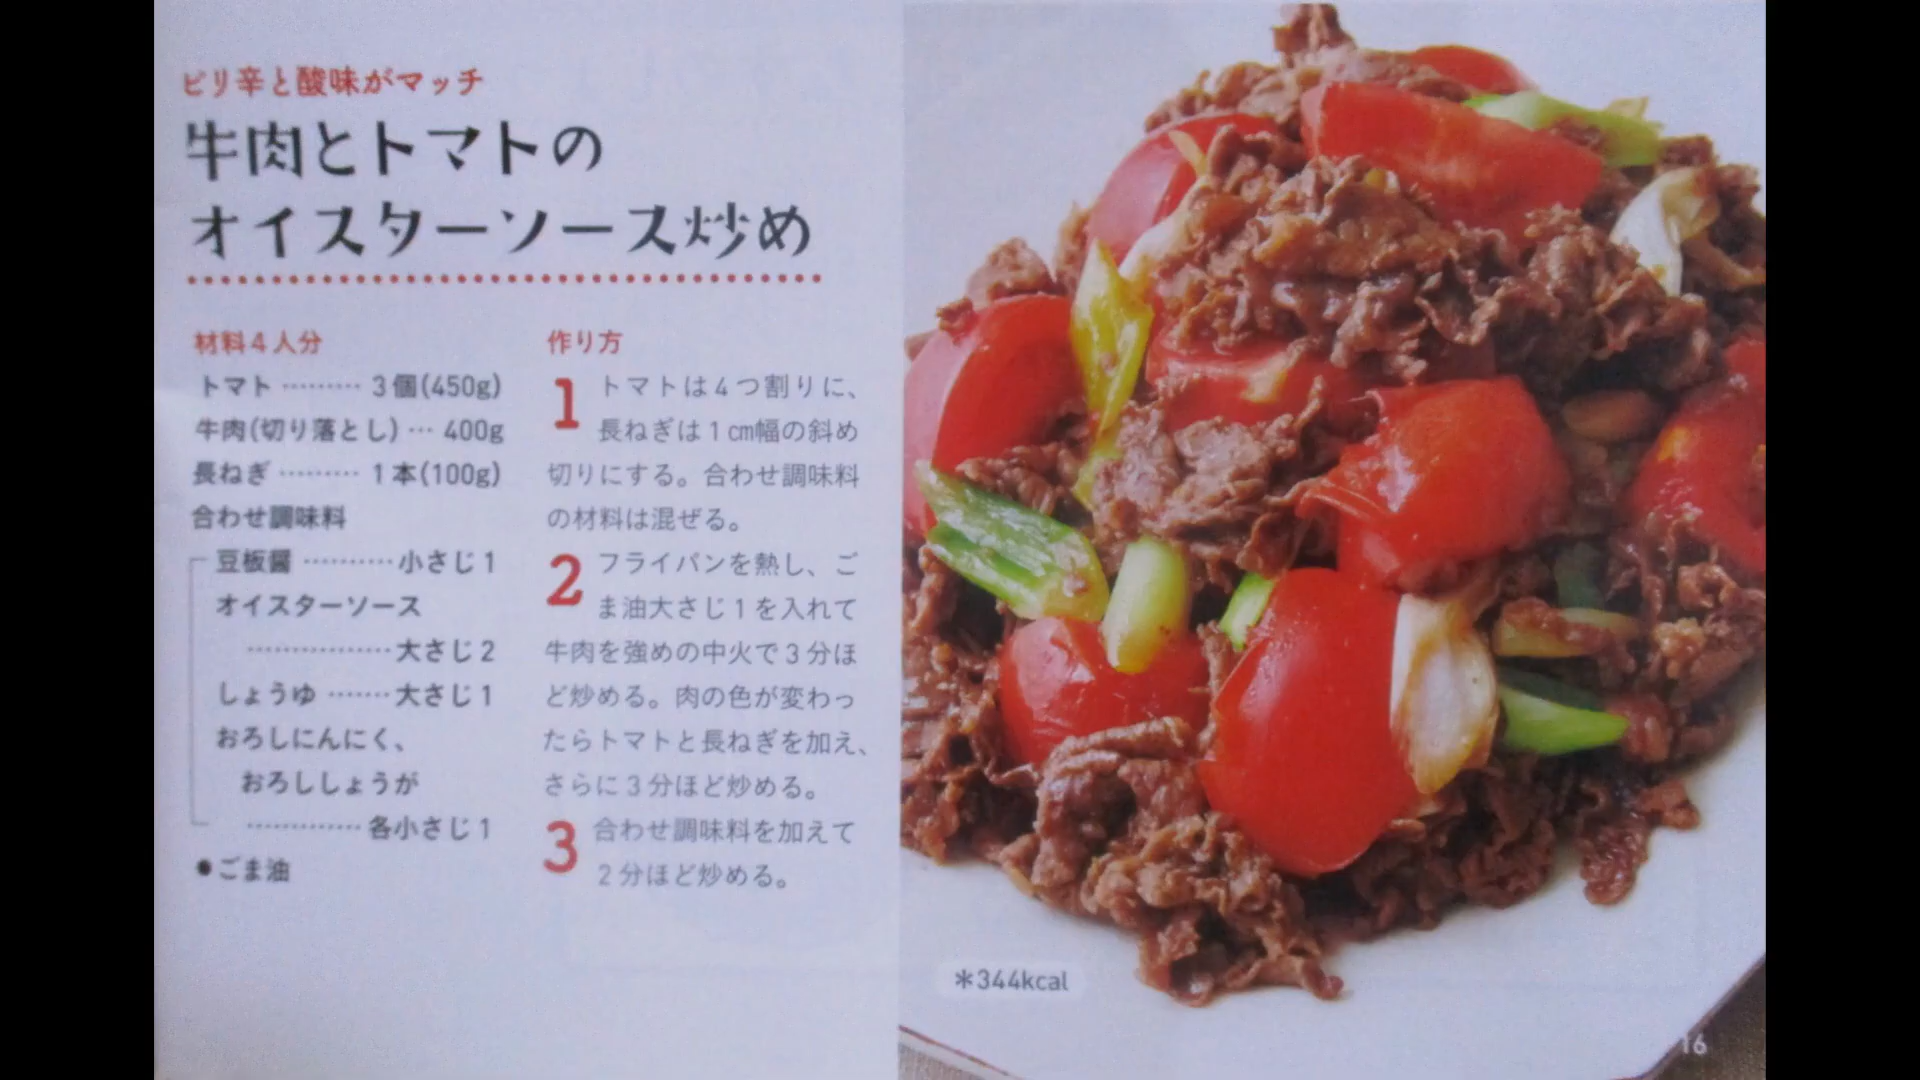 ピリ辛と酸味がマッチ
牛肉とトマトの
オイスターソース炒め
材料4人分
トマト ……… 3個(450g)
牛肉(切り落とし) … 400g
長ねぎ ……… 1本(100g)
合わせ調味料
豆板醤 ………小さじ1
オイスターソース
……………大さじ2
しょうゆ ……大さじ1
おろしにんにく、
おろししょうが
…………各小さじ1
●ごま油
作り方
1 トマトは4つ割りに、
長ねぎは1cm幅の斜め
切りにする。合わせ調味料
の材料は混ぜる。
2 フライパンを熱し、ご
ま油大さじ1を入れて
牛肉を強めの中火で3分ほ
ど炒める。肉の色が変わっ
たらトマトと長ねぎを加え、
さらに3分ほど炒める。
3 合わせ調味料を加えて
2分ほど炒める。
＊344kcal
16